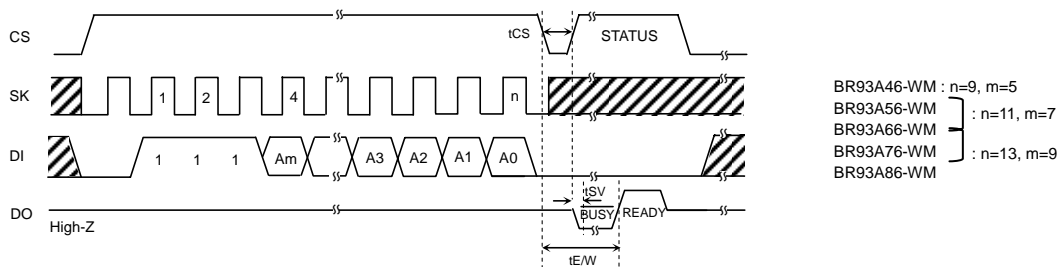 CS
tCS
STATUS
SK
1
2
4
n
DI
1
1
1
Am
A3
A2
A1
A0
DO
High-Z
tSV
BUSY
READY
tE/W
BR93A46-WM : n=9, m=5
BR93A56-WM
BR93A66-WM
: n=11, m=7
BR93A76-WM
BR93A86-WM
: n=13, m=9